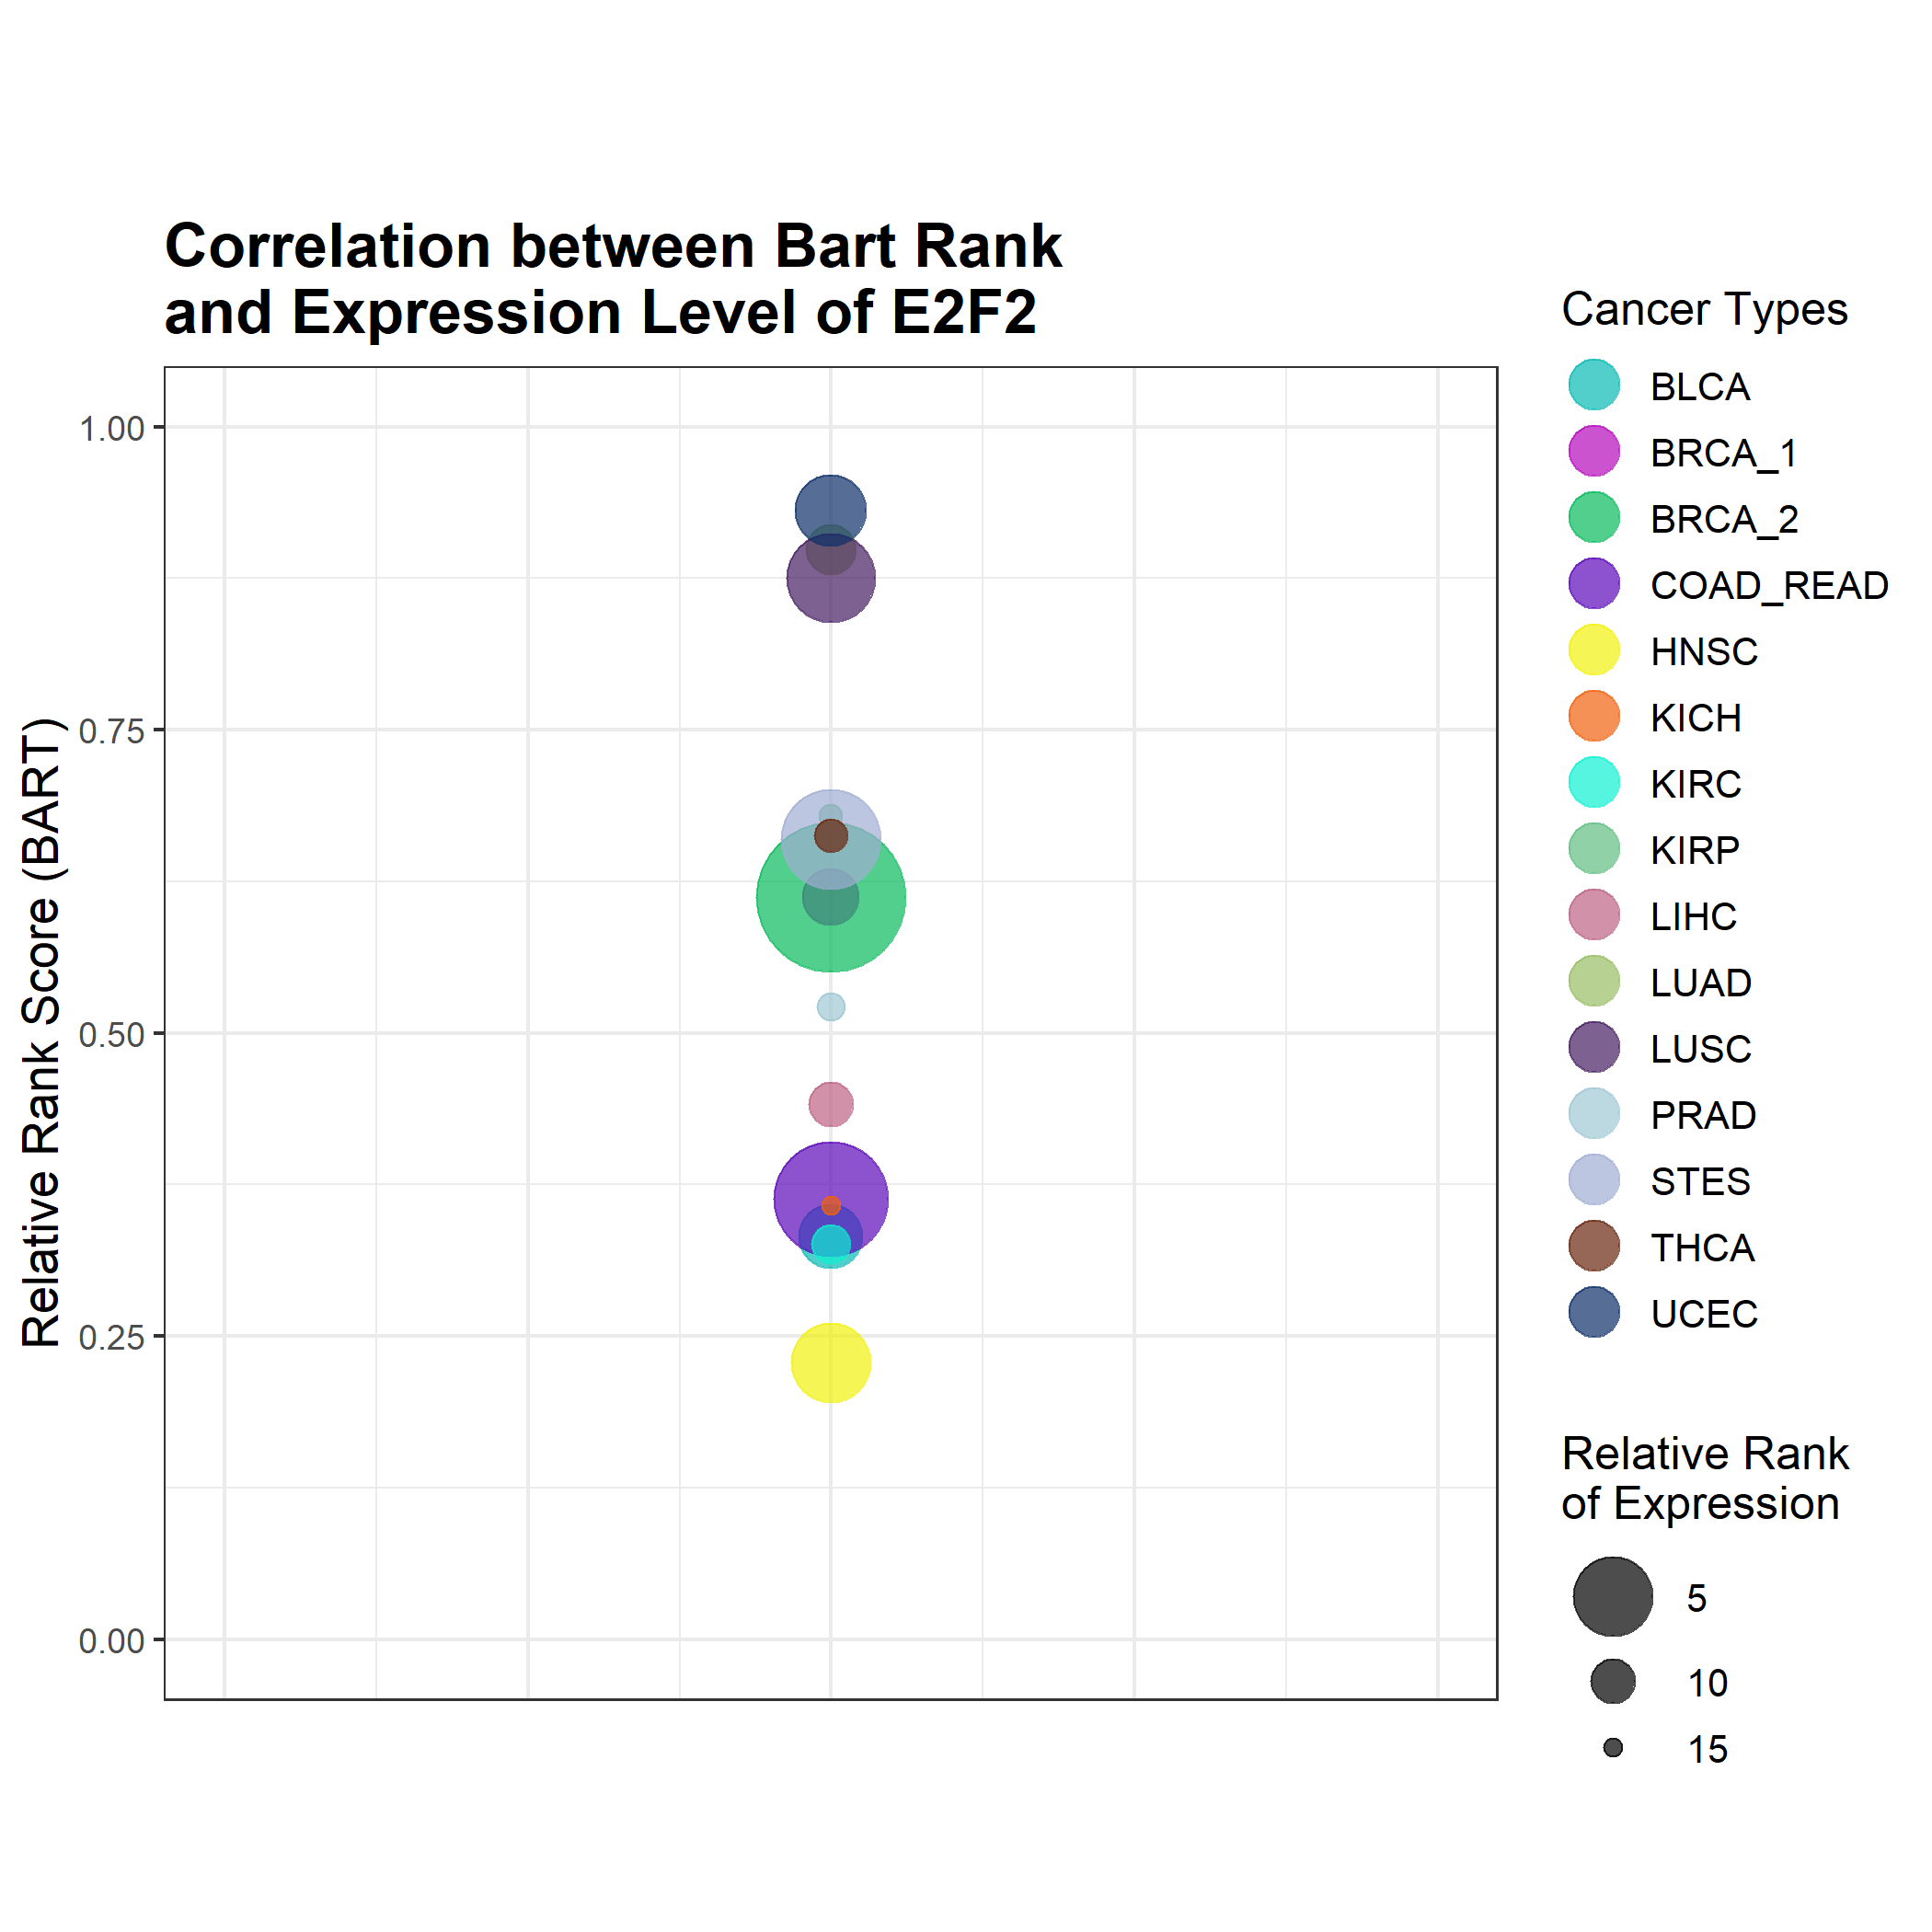 Correlation between Bart Rank
and Expression Level of E2F2
Relative Rank Score (BART)
1.00
0.75
0.50
0.25
0.00
Cancer Types
BLCA
BRCA_1
BRCA_2
COAD_READ
HNSC
KICH
KIRC
KIRP
LIHC
LUAD
LUSC
PRAD
STES
THCA
UCEC
Relative Rank
of Expression
5
10
15